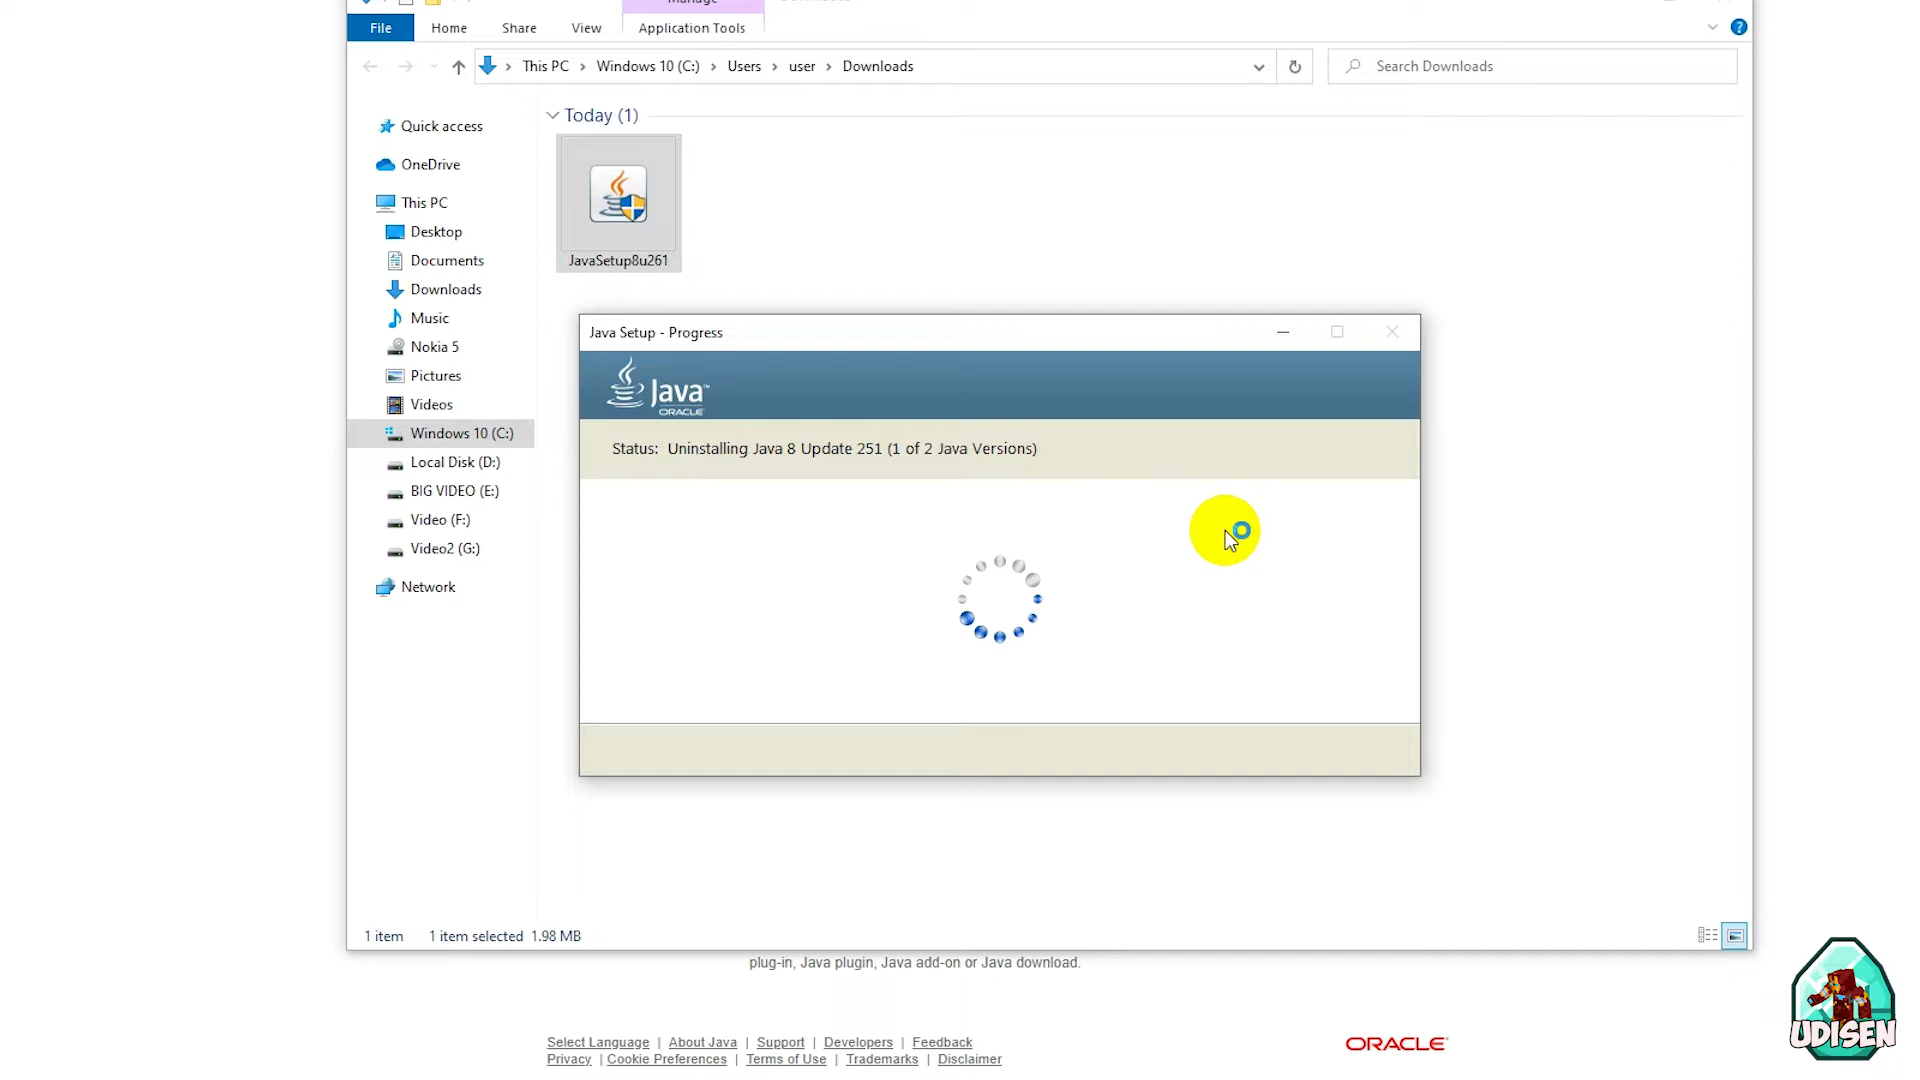 Manage
Downloads
File
Home
Share
View
Application Tools
This PC
Windows 10 (C:)
Users
user
Downloads
Search Downloads
Quick access
OneDrive
This PC
Desktop
Documents
Downloads
Music
Nokia 5
Pictures
Videos
Windows 10 (C:)
Local Disk (D:)
BIG VIDEO (E:)
Video (F:)
Video2 (G:)
Network
Today (1)
JavaSetup8u261
Java Setup - Progress
Java™
ORACLE
Status: Uninstalling Java 8 Update 251 (1 of 2 Java Versions)
1 item 1 item selected 1.98 MB
plug-in, Java plugin, Java add-on or Java download.
Select Language | About Java | Support | Developers | Feedback
Privacy | Cookie Preferences | Terms of Use | Trademarks | Disclaimer
ORACLE
UDISEN